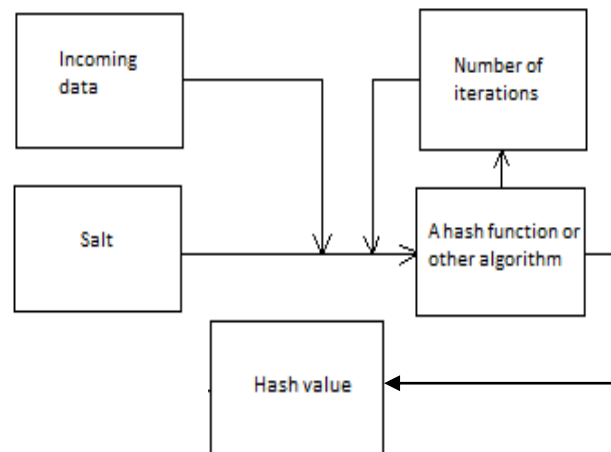 Incoming
data
Number of
iterations
Salt
A hash function or
other algorithm
Hash value